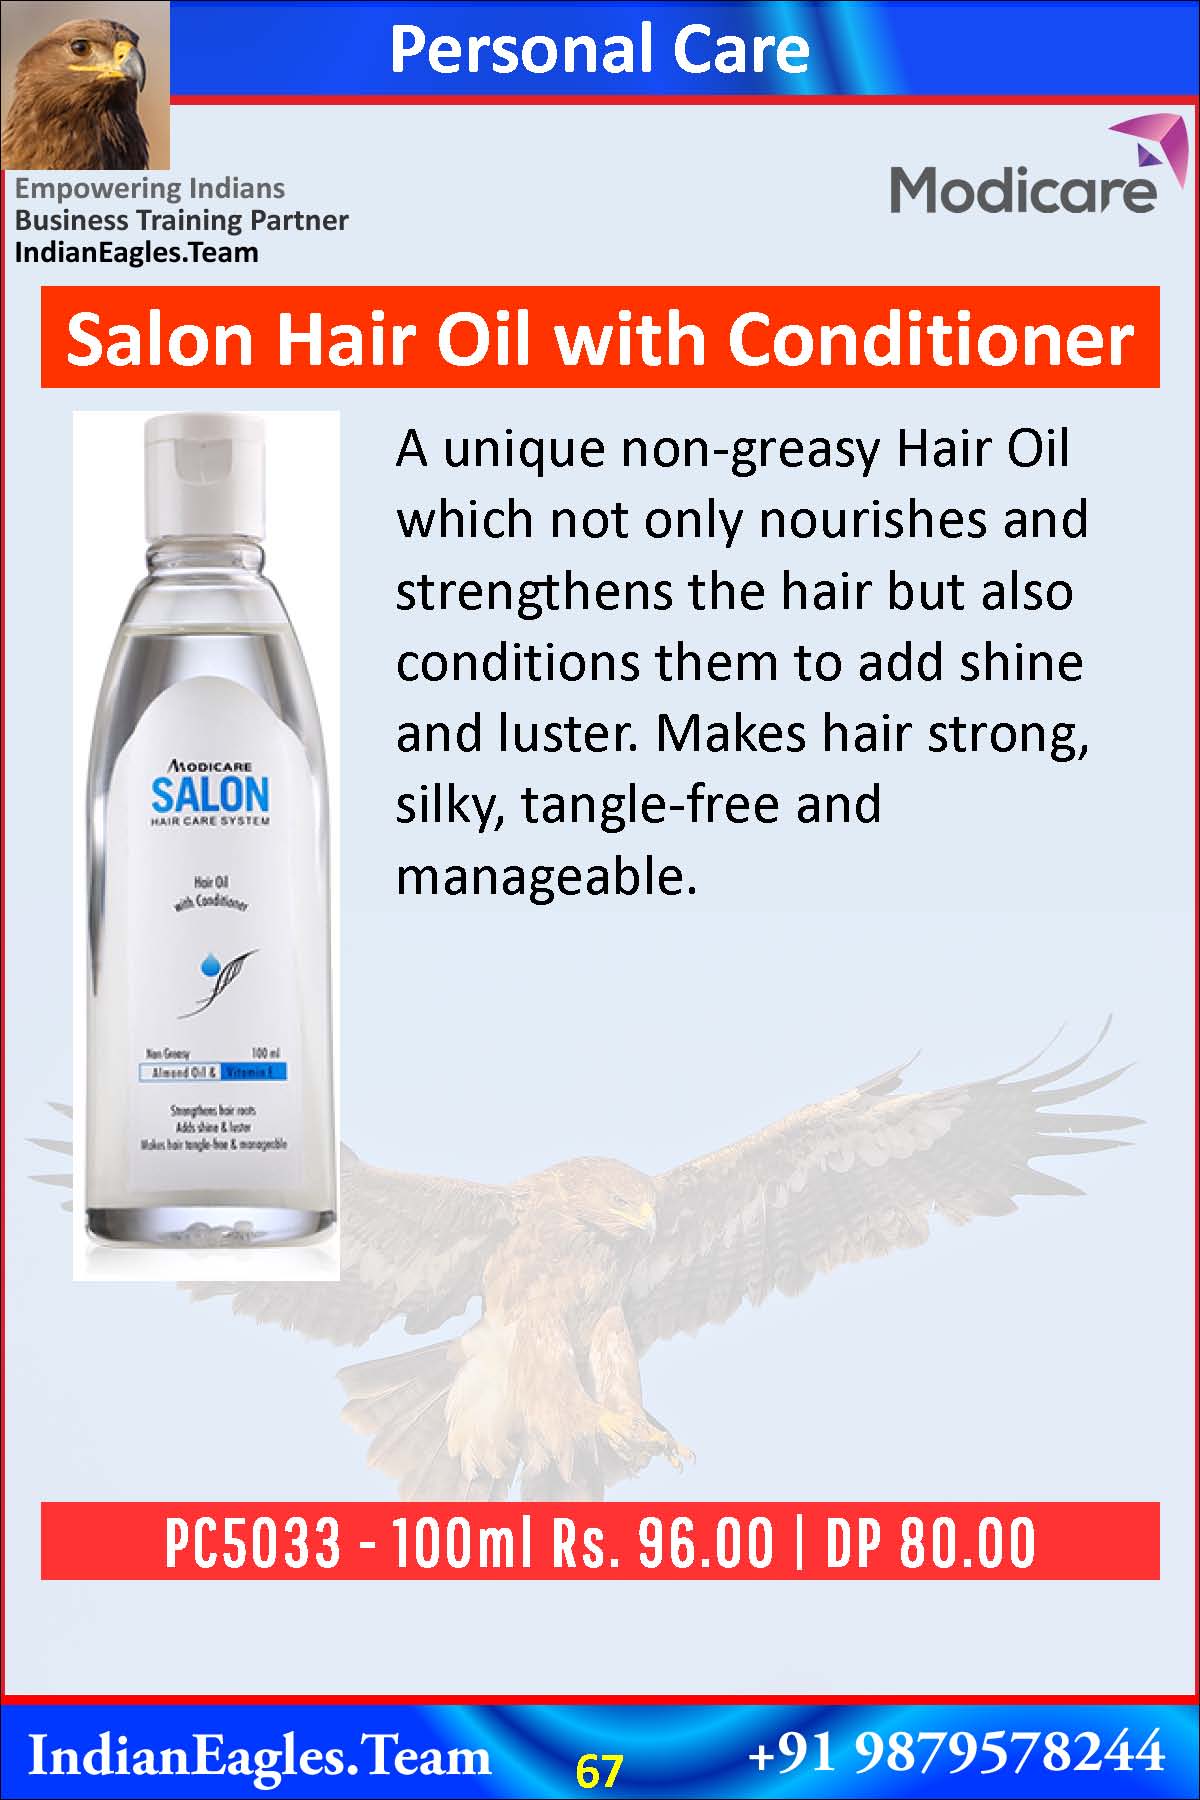 Personal Care
Modicare
Empowering Indians
Business Training Partner
IndianEagles.Team
Salon Hair Oil with Conditioner
A unique non-greasy Hair Oil
which not only nourishes and
strengthens the hair but also
conditions them to add shine
and luster. Makes hair strong,
silky, tangle-free and
manageable.
MODICARE
SALON
HAIR CARE SYSTEM
Hair Oil
with Conditioner
Non Greasy 100 ml
Almond Oil & Vitamin E
Strengthens hair roots
Adds shine & luster
Makes hair tangle-free & manageable
PC5033 - 100ml Rs. 96.00 | DP 80.00
IndianEagles.Team
67
+91 9879578244